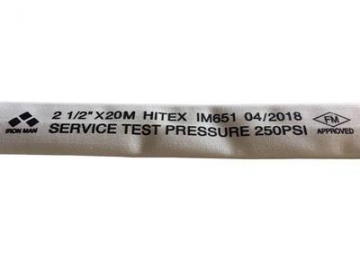 2 1/2"X20M HITEX IM651 04/2018
IRON MAN SERVICE TEST PRESSURE 250PSI
FM
APPROVED